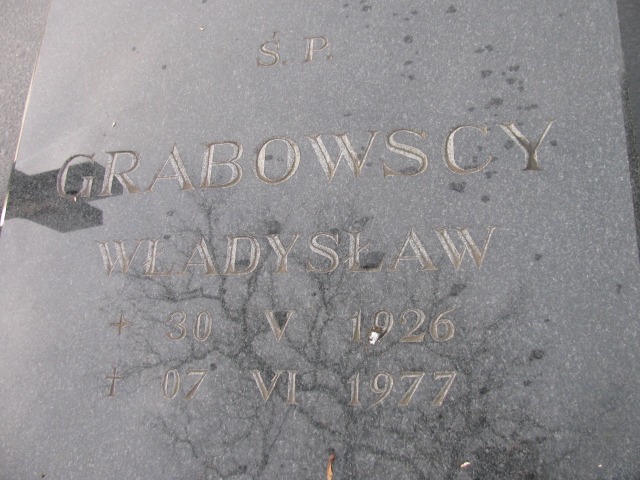 Ś. P.
GRABOWSCY
WŁADYSŁAW
+ 30 V 1926
† 07 VI 1977